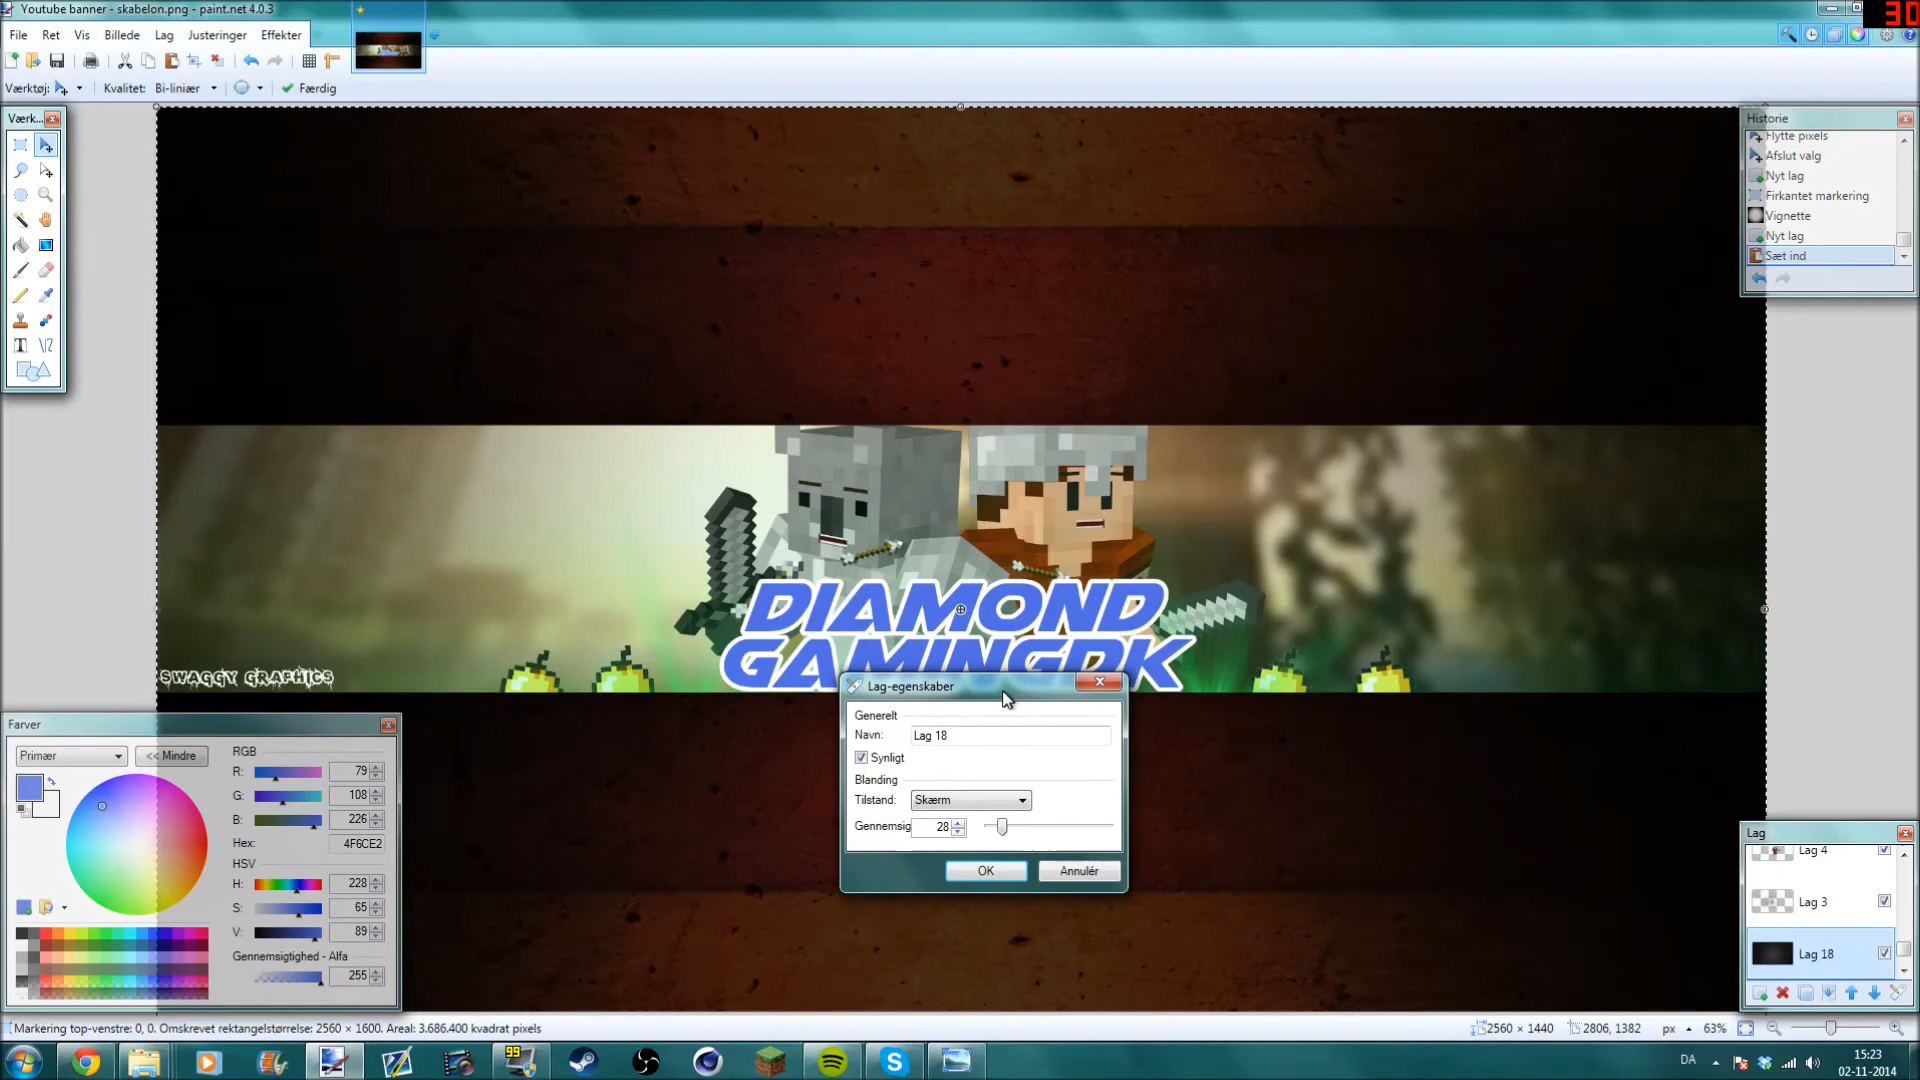 Youtube banner - skabelon.png - paint.net 4.0.3
30
File Ret Vis Billede Lag Justeringer Effekter
Værktøj: Kvalitet: Bi-liniær Færdig
Værk...
Historie
Flytte pixels
Afslut valg
Nyt lag
Firkantet markering
Vignette
Nyt lag
Sæt ind
DIAMOND
GAMINGDK
SWAGGY GRAPHICS
Lag-egenskaber
Generelt
Navn: Lag 18
Synligt
Blanding
Tilstand: Skærm
Gennemsig 28
OK Annulér
Farver
Primær << Mindre
RGB
R: 79
G: 108
B: 226
Hex: 4F6CE2
HSV
H: 228
S: 65
V: 89
Gennemsigtighed - Alfa
255
Lag
Lag 4
Lag 3
Lag 18
Markering top-venstre: 0, 0. Omskrevet rektangelstørrelse: 2560 × 1600. Areal: 3.686.400 kvadrat pixels
2560 × 1440 2806, 1382 px 63%
99
DA
15:23
02-11-2014